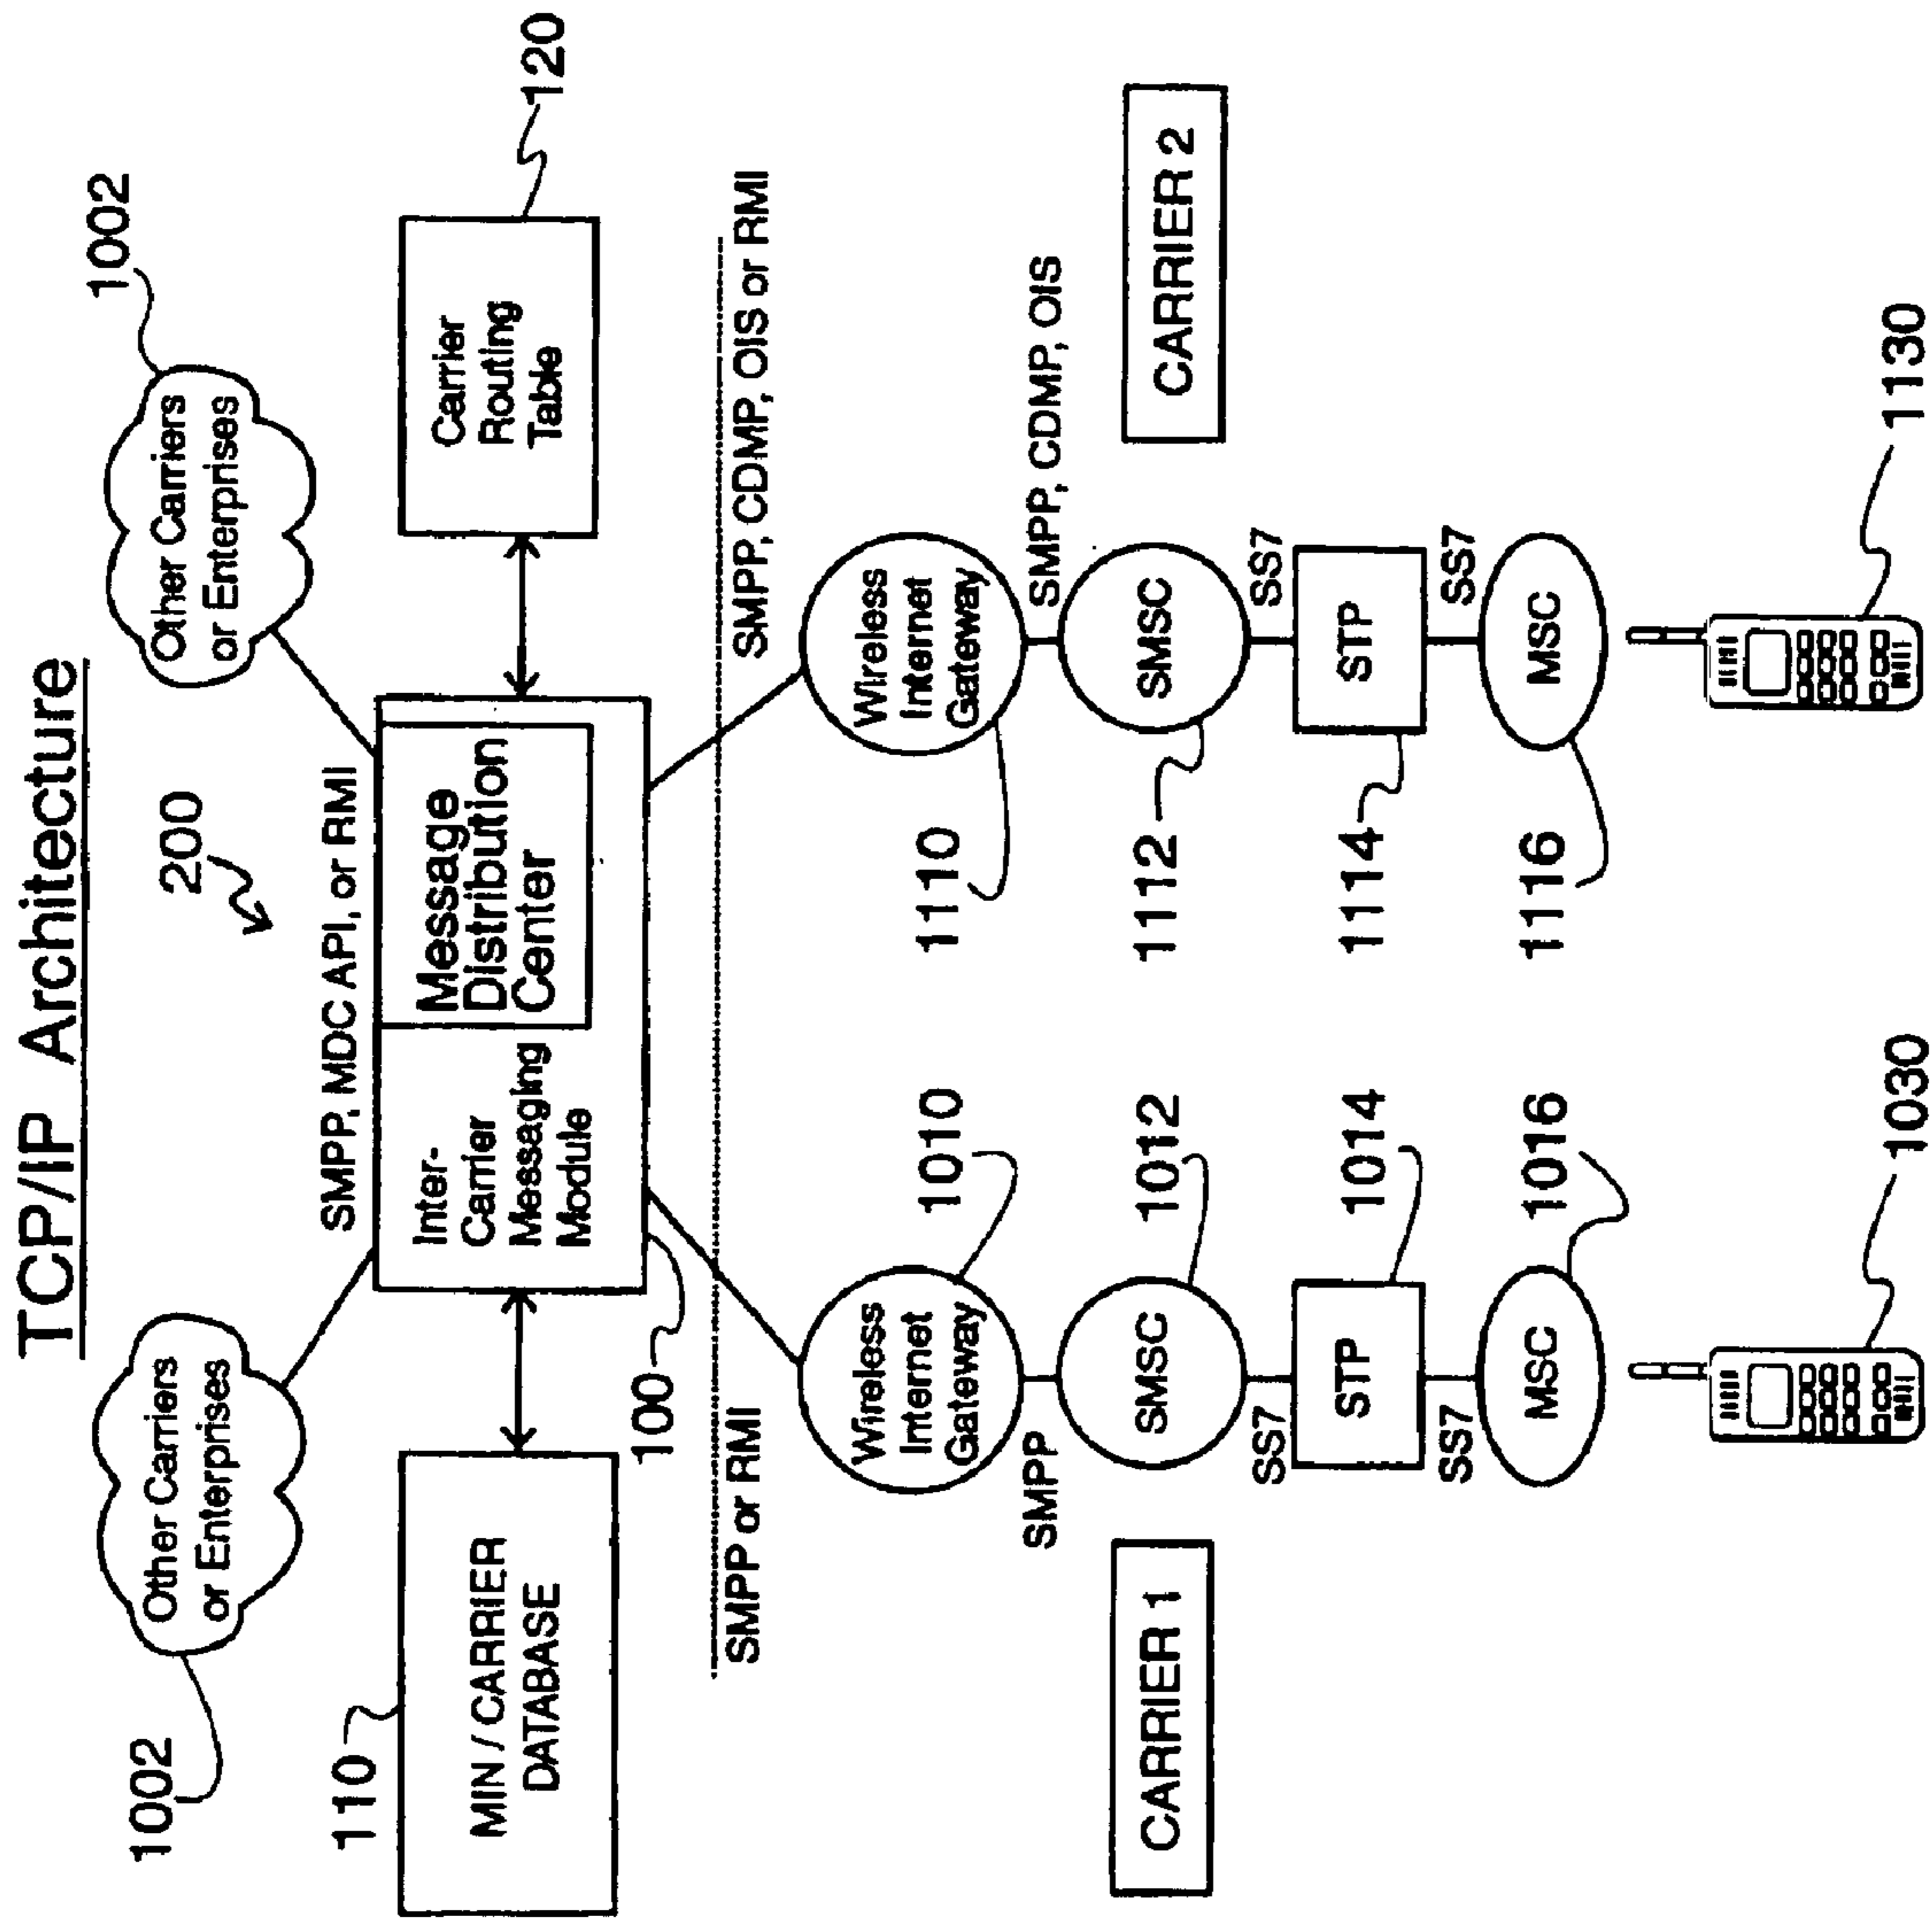 TCP/IP Architecture
1002
Other Carriers
or Enterprises
200
1002
Other Carriers
or Enterprises
SMPP, MDC API, or RMI
110
MIN / CARRIER
DATABASE
Inter-
Carrier
Messaging
Module
Message
Distribution
Center
Carrier
Routing
Table
120
100
SMPP or RMI
SMPP, CDMP, OIS or RMI
Wireless
Internet
Gateway
1010
1110
Wireless
Internet
Gateway
SMPP
SMPP, CDMP, OIS
CARRIER 1
SMSC
1012
1112
SMSC
CARRIER 2
SS7
SS7
STP
1014
1114
STP
SS7
SS7
MSC
1016
1116
MSC
1030
1130